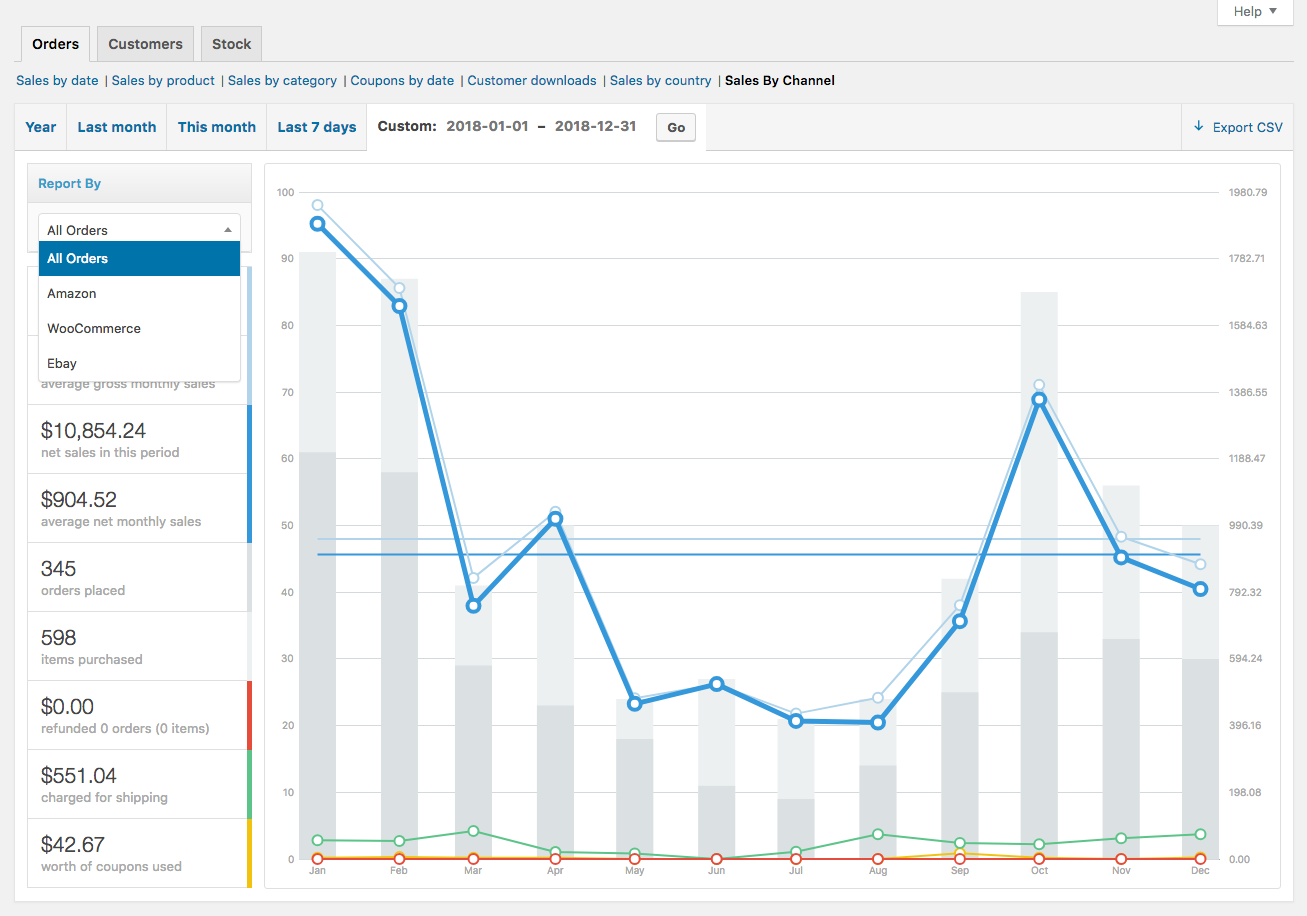 Help
Orders Customers Stock
Sales by date | Sales by product | Sales by category | Coupons by date | Customer downloads | Sales by country | Sales By Channel
Year Last month This month Last 7 days Custom: 2018-01-01 – 2018-12-31 Go Export CSV
Report By
All Orders
All Orders
Amazon
WooCommerce
Ebay
average gross monthly sales
$10,854.24
net sales in this period
$904.52
average net monthly sales
345
orders placed
598
items purchased
$0.00
refunded 0 orders (0 items)
$551.04
charged for shipping
$42.67
worth of coupons used
100 1980.79
90 1782.71
80 1584.63
70 1386.55
60 1188.47
50 990.39
40 792.32
30 594.24
20 396.16
10 198.08
0 0.00
Jan Feb Mar Apr May Jun Jul Aug Sep Oct Nov Dec